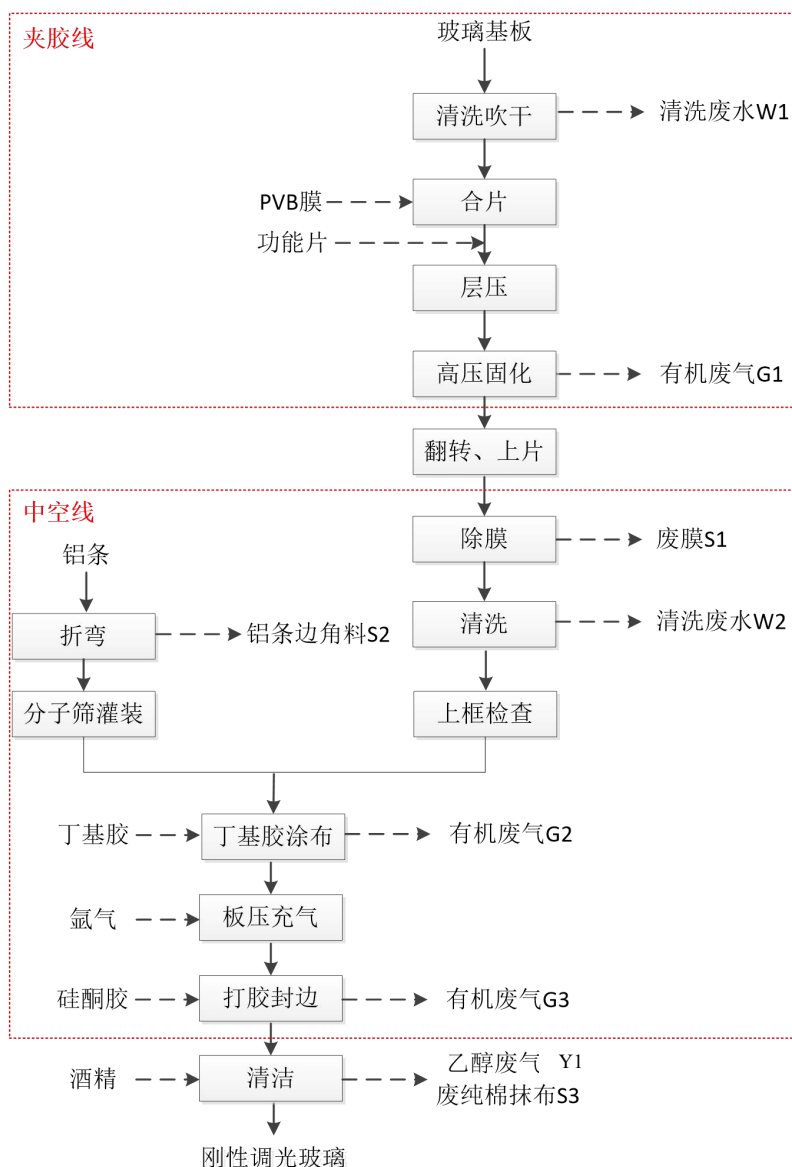 夹胶线
玻璃基板
清洗吹干
清洗废水W1
PVB膜
合片
功能片
层压
高压固化
有机废气G1
翻转、上片
中空线
除膜
废膜S1
铝条
折弯
铝条边角料S2
清洗
清洗废水W2
分子筛灌装
上框检查
丁基胶
丁基胶涂布
有机废气G2
氩气
板压充气
硅酮胶
打胶封边
有机废气G3
酒精
清洁
乙醇废气 Y1
废纯棉抹布S3
刚性调光玻璃